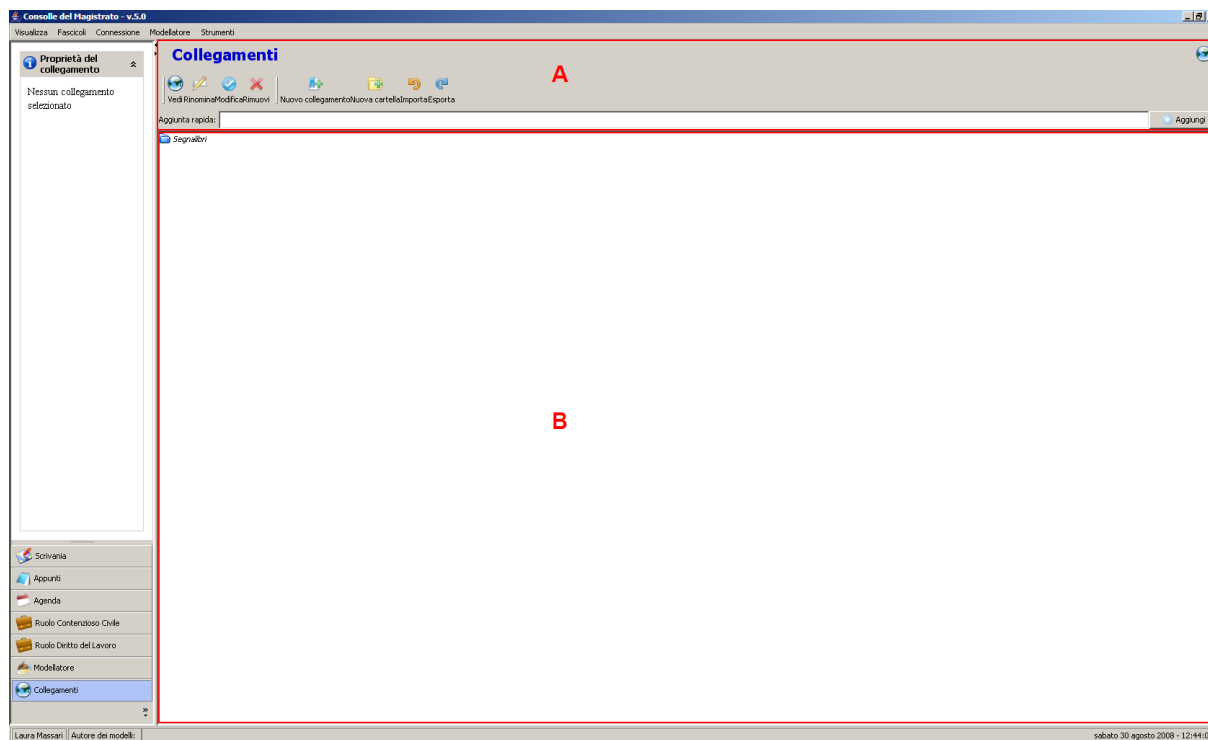 Consolle del Magistrato - v.5.0
Visualizza Fascicoli Connessione Modellatore Strumenti
Proprietà del
collegamento
Nessun collegamento
selezionato
Collegamenti
A
Vedi Rinomina Modifica Rimuovi Nuovo collegamento Nuova cartella Importa Esporta
Aggiunta rapida: Aggiungi
Segnalibri
B
Scrivania
Appunti
Agenda
Ruolo Contenzioso Civile
Ruolo Diritto del Lavoro
Modellatore
Collegamenti
Laura Massari Autore dei modelli: sabato 30 agosto 2008 - 12:44:0